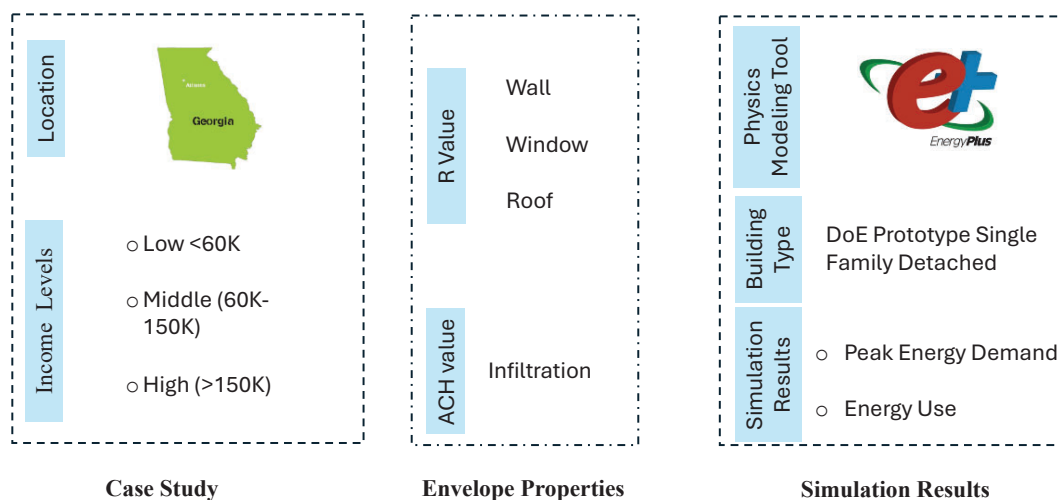 Location
Atlanta
Georgia
Income Levels
○ Low <60K
○ Middle (60K-
150K)
○ High (>150K)
Case Study
R Value
Wall
Window
Roof
ACH value
Infiltration
Envelope Properties
Physics
Modeling Tool
e+
EnergyPlus
Building
Type
DoE Prototype Single
Family Detached
Simulation
Results
○ Peak Energy Demand
○ Energy Use
Simulation Results